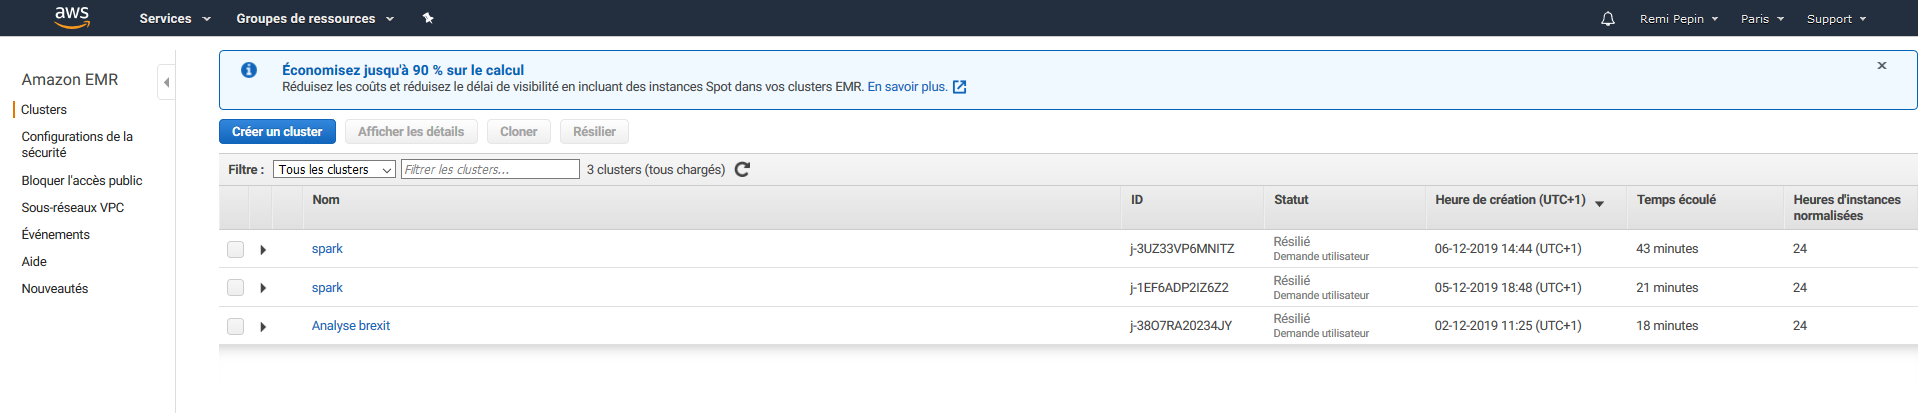 aws Services Groupes de ressources Remi Pepin Paris Support
Amazon EMR
Clusters
Configurations de la
sécurité
Bloquer l'accès public
Sous-réseaux VPC
Événements
Aide
Nouveautés
Économisez jusqu'à 90 % sur le calcul
Réduisez les coûts et réduisez le délai de visibilité en incluant des instances Spot dans vos clusters EMR. En savoir plus.
Créer un cluster Afficher les détails Cloner Résilier
Filtre : Tous les clusters Filtrer les clusters... 3 clusters (tous chargés)
Nom ID Statut Heure de création (UTC+1) Temps écoulé Heures d'instances
normalisées
spark j-3UZ33VP6MNITZ Résilié 06-12-2019 14:44 (UTC+1) 43 minutes 24
Demande utilisateur
spark j-1EF6ADP2IZ6Z2 Résilié 05-12-2019 18:48 (UTC+1) 21 minutes 24
Demande utilisateur
Analyse brexit j-38O7RA20234JY Résilié 02-12-2019 11:25 (UTC+1) 18 minutes 24
Demande utilisateur